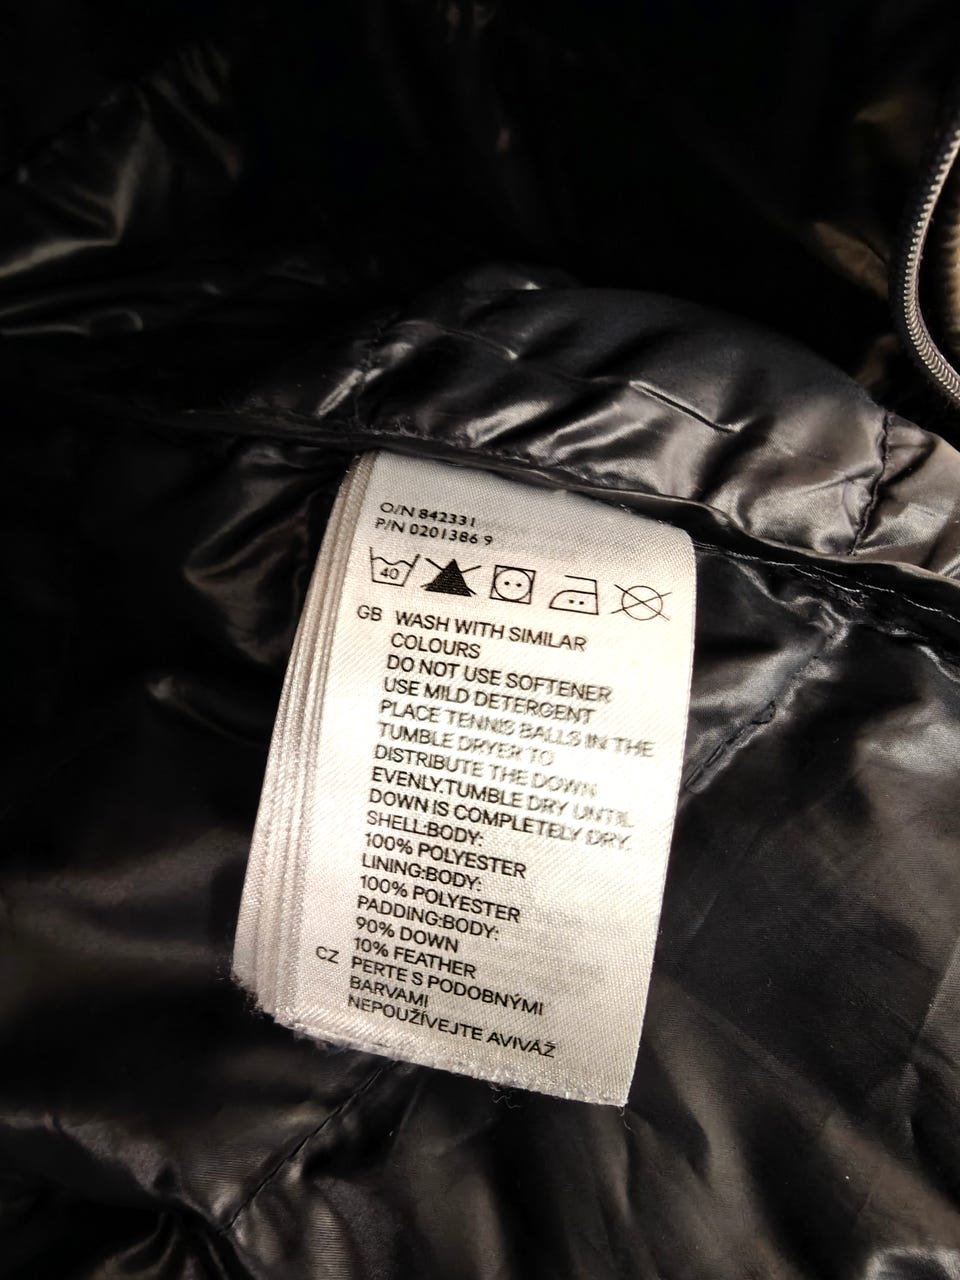 O/N 842331
P/N 0201386 9
40
GB WASH WITH SIMILAR
COLOURS
DO NOT USE SOFTENER
USE MILD DETERGENT
PLACE TENNIS BALLS IN THE
TUMBLE DRYER TO
DISTRIBUTE THE DOWN
EVENLY.TUMBLE DRY UNTIL
DOWN IS COMPLETELY DRY.
SHELL:BODY:
100% POLYESTER
LINING:BODY:
100% POLYESTER
PADDING:BODY:
90% DOWN
10% FEATHER
CZ PERTE S PODOBNÝMI
BARVAMI
NEPOUŽÍVEJTE AVIVÁŽ